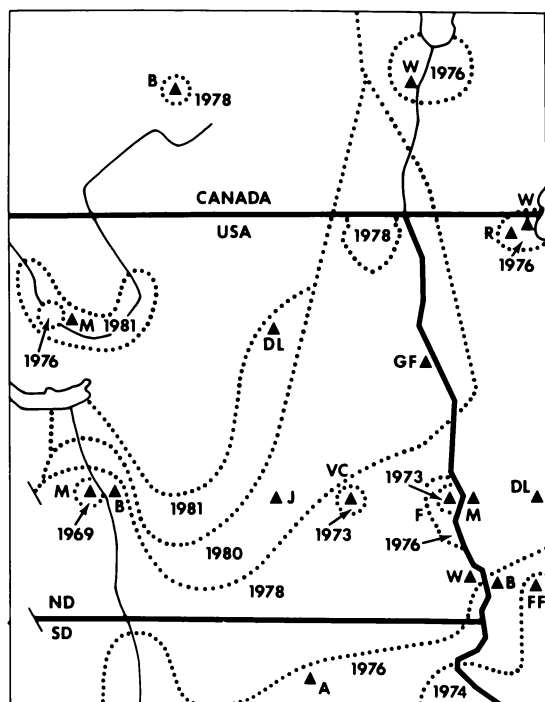 W
1976
B
1978
CANADA
USA
W
R
1976
1978
M
1981
1976
DL
GF
VC
1973
M
B
J
F
M
DL
1969
1981
1973
1976
1980
1978
W
B
FF
ND
SD
1976
A
1974